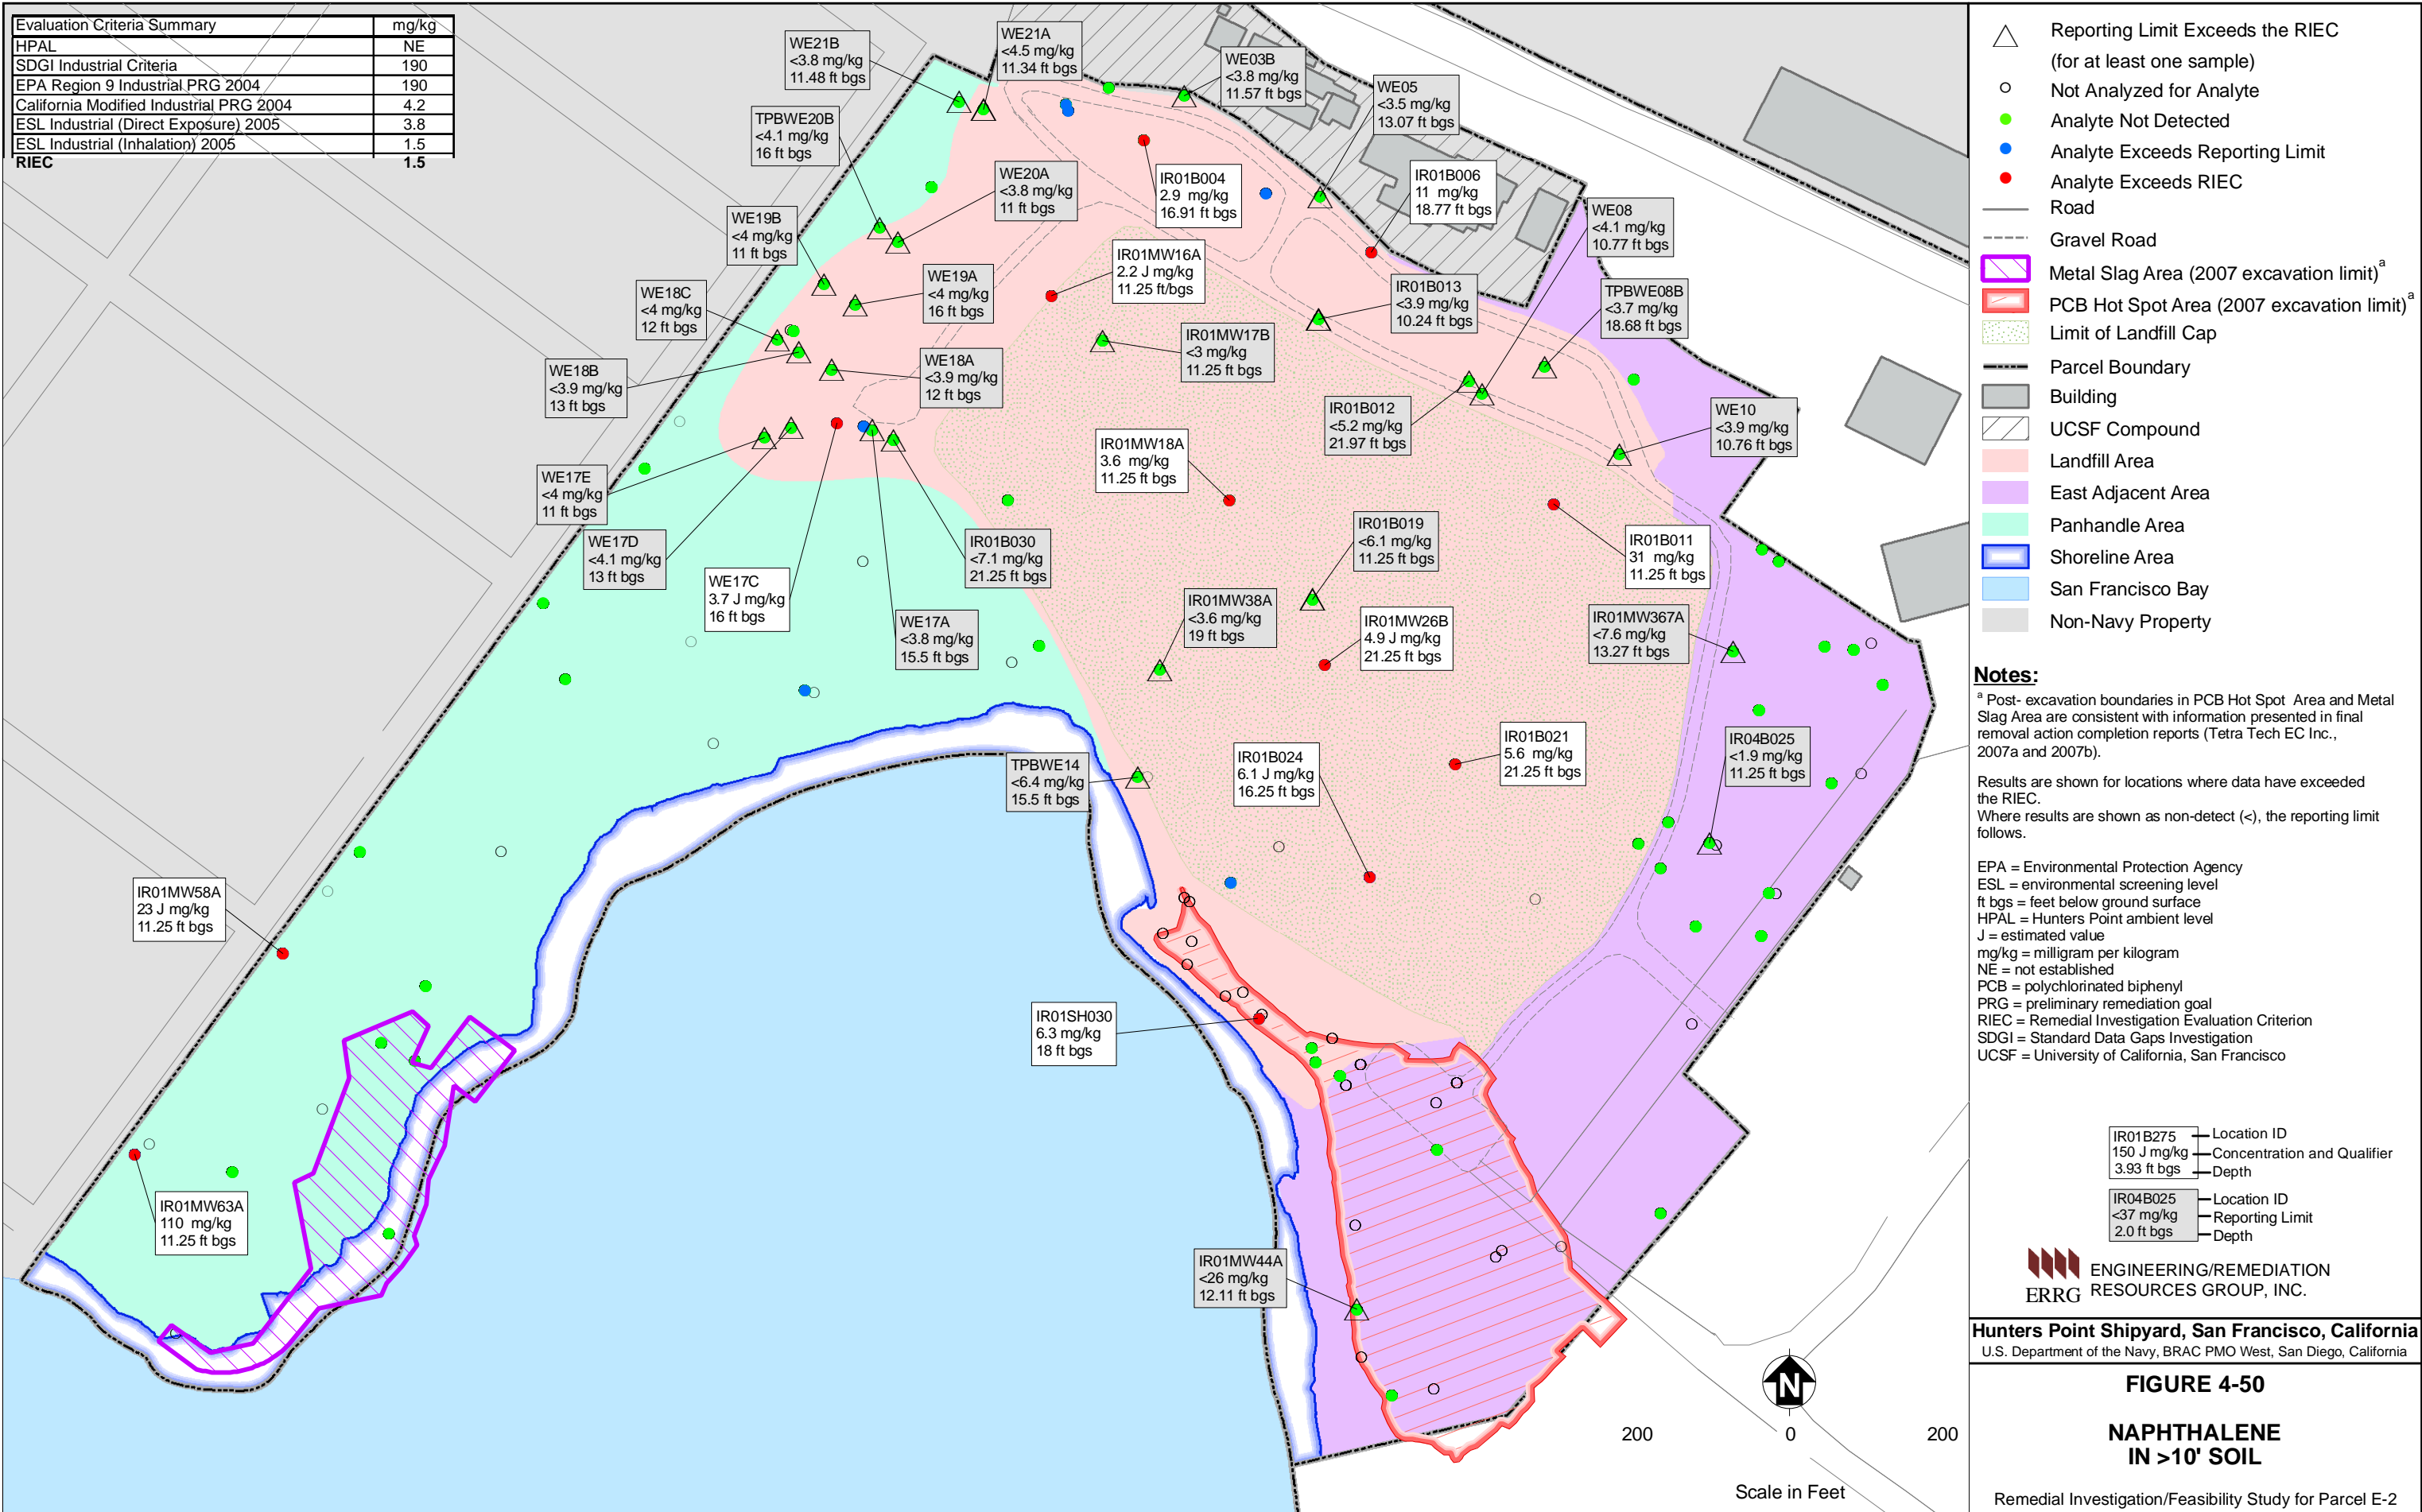 Evaluation Criteria Summary mg/kg
HPAL NE
SDGI Industrial Criteria 190
EPA Region 9 Industrial PRG 2004 190
California Modified Industrial PRG 2004 4.2
ESL Industrial (Direct Exposure) 2005 3.8
ESL Industrial (Inhalation) 2005 1.5
RIEC 1.5
WE21B
<3.8 mg/kg
11.48 ft bgs
WE21A
<4.5 mg/kg
11.34 ft bgs
WE03B
<3.8 mg/kg
11.57 ft bgs
WE05
<3.5 mg/kg
13.07 ft bgs
TPBWE20B
<4.1 mg/kg
16 ft bgs
WE20A
<3.8 mg/kg
11 ft bgs
IR01B004
2.9 mg/kg
16.91 ft bgs
IR01B006
11 mg/kg
18.77 ft bgs
WE08
<4.1 mg/kg
10.77 ft bgs
WE19B
<4 mg/kg
11 ft bgs
IR01MW16A
2.2 J mg/kg
11.25 ft/bgs
WE19A
<4 mg/kg
16 ft bgs
IR01B013
<3.9 mg/kg
10.24 ft bgs
TPBWE08B
<3.7 mg/kg
18.68 ft bgs
WE18C
<4 mg/kg
12 ft bgs
IR01MW17B
<3 mg/kg
11.25 ft bgs
WE18B
<3.9 mg/kg
13 ft bgs
WE18A
<3.9 mg/kg
12 ft bgs
IR01B012
<5.2 mg/kg
21.97 ft bgs
WE10
<3.9 mg/kg
10.76 ft bgs
IR01MW18A
3.6 mg/kg
11.25 ft bgs
WE17E
<4 mg/kg
11 ft bgs
WE17D
<4.1 mg/kg
13 ft bgs
IR01B030
<7.1 mg/kg
21.25 ft bgs
IR01B019
<6.1 mg/kg
11.25 ft bgs
IR01B011
31 mg/kg
11.25 ft bgs
WE17C
3.7 J mg/kg
16 ft bgs
WE17A
<3.8 mg/kg
15.5 ft bgs
IR01MW38A
<3.6 mg/kg
19 ft bgs
IR01MW26B
4.9 J mg/kg
21.25 ft bgs
IR01MW367A
<7.6 mg/kg
13.27 ft bgs
TPBWE14
<6.4 mg/kg
15.5 ft bgs
IR01B024
6.1 J mg/kg
16.25 ft bgs
IR01B021
5.6 mg/kg
21.25 ft bgs
IR04B025
<1.9 mg/kg
11.25 ft bgs
IR01MW58A
23 J mg/kg
11.25 ft bgs
IR01SH030
6.3 mg/kg
18 ft bgs
IR01MW63A
110 mg/kg
11.25 ft bgs
IR01MW44A
<26 mg/kg
12.11 ft bgs
N
200 0 200
Scale in Feet
Reporting Limit Exceeds the RIEC
(for at least one sample)
Not Analyzed for Analyte
Analyte Not Detected
Analyte Exceeds Reporting Limit
Analyte Exceeds RIEC
Road
Gravel Road
Metal Slag Area (2007 excavation limit)a
PCB Hot Spot Area (2007 excavation limit)a
Limit of Landfill Cap
Parcel Boundary
Building
UCSF Compound
Landfill Area
East Adjacent Area
Panhandle Area
Shoreline Area
San Francisco Bay
Non-Navy Property
Notes:
a Post- excavation boundaries in PCB Hot Spot Area and Metal
Slag Area are consistent with information presented in final
removal action completion reports (Tetra Tech EC Inc.,
2007a and 2007b).
Results are shown for locations where data have exceeded
the RIEC.
Where results are shown as non-detect (<), the reporting limit
follows.
EPA = Environmental Protection Agency
ESL = environmental screening level
ft bgs = feet below ground surface
HPAL = Hunters Point ambient level
J = estimated value
mg/kg = milligram per kilogram
NE = not established
PCB = polychlorinated biphenyl
PRG = preliminary remediation goal
RIEC = Remedial Investigation Evaluation Criterion
SDGI = Standard Data Gaps Investigation
UCSF = University of California, San Francisco
IR01B275 Location ID
150 J mg/kg Concentration and Qualifier
3.93 ft bgs Depth
IR04B025 Location ID
<37 mg/kg Reporting Limit
2.0 ft bgs Depth
ERRG
ENGINEERING/REMEDIATION
RESOURCES GROUP, INC.
Hunters Point Shipyard, San Francisco, California
U.S. Department of the Navy, BRAC PMO West, San Diego, California
FIGURE 4-50
NAPHTHALENE
IN >10' SOIL
Remedial Investigation/Feasibility Study for Parcel E-2